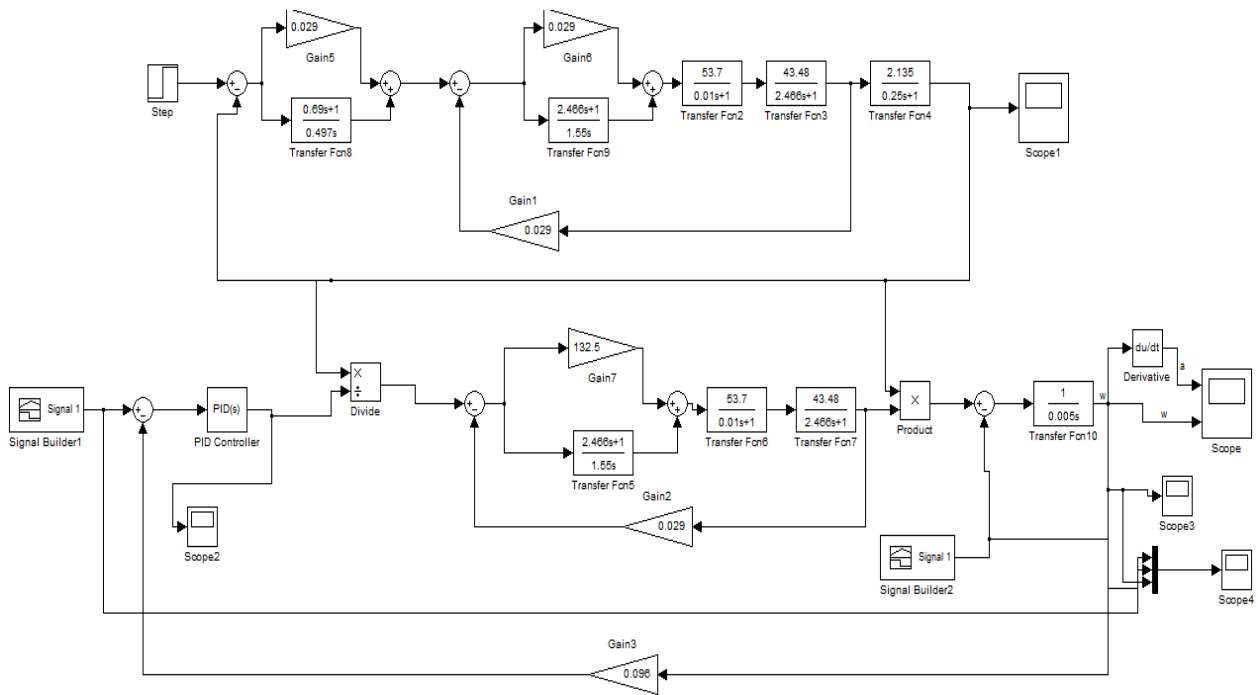 0.029
Gain5
0.029
Gain6
Step
0.69s+1
0.497s
Transfer Fcn8
2.466s+1
1.55s
Transfer Fcn9
53.7
0.01s+1
Transfer Fcn2
43.48
2.466s+1
Transfer Fcn3
2.135
0.25s+1
Transfer Fcn4
Scope1
Gain1
0.029
Signal 1
Signal Builder1
PID(s)
PID Controller
X
÷
Divide
132.5
Gain7
2.466s+1
1.55s
Transfer Fcn5
53.7
0.01s+1
Transfer Fcn6
43.48
2.466s+1
Transfer Fcn7
X
Product
1
0.005s
Transfer Fcn10
w
du/dt
Derivative
a
w
Scope
Gain2
0.029
Scope2
Signal 1
Signal Builder2
Scope3
Scope4
Gain3
0.096